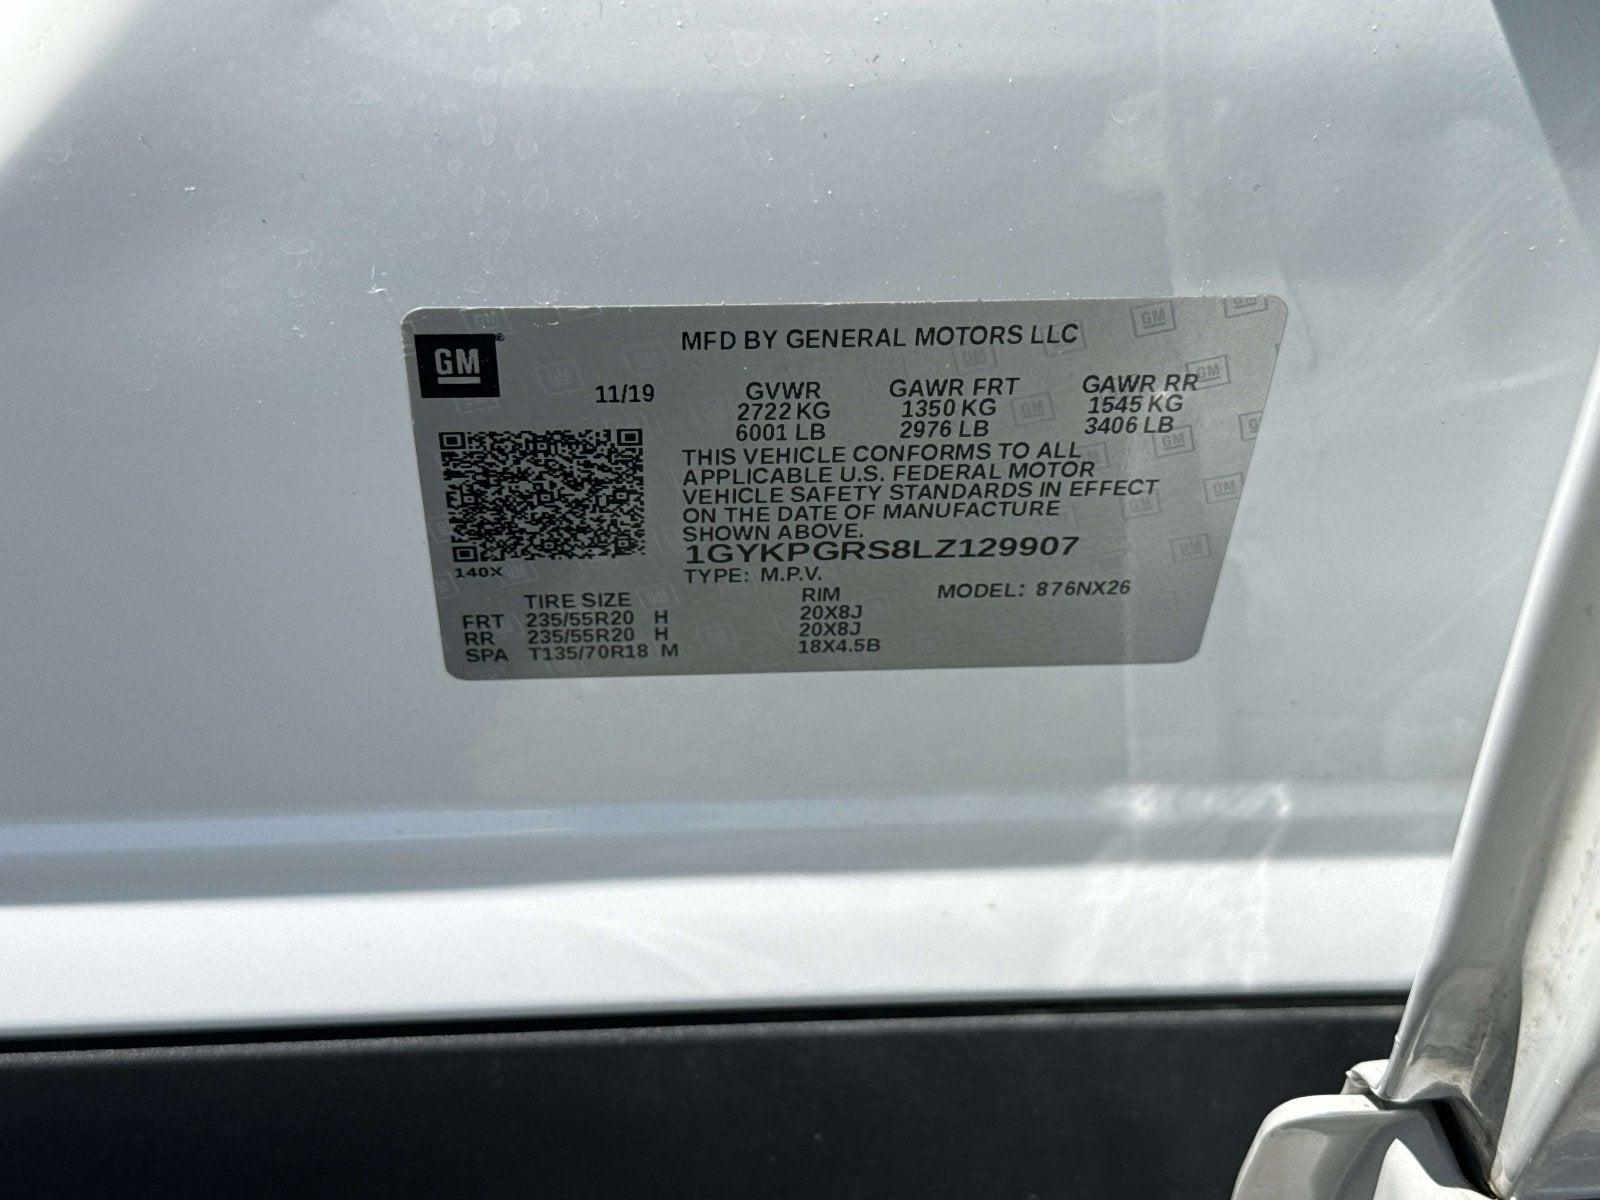 GM
MFD BY GENERAL MOTORS LLC
11/19 GVWR GAWR FRT GAWR RR
2722 KG 1350 KG 1545 KG
6001 LB 2976 LB 3406 LB
THIS VEHICLE CONFORMS TO ALL
APPLICABLE U.S. FEDERAL MOTOR
VEHICLE SAFETY STANDARDS IN EFFECT
ON THE DATE OF MANUFACTURE
SHOWN ABOVE.
1GYKPGRS8LZ129907
140X
TYPE: M.P.V. MODEL: 876NX26
TIRE SIZE RIM
FRT 235/55R20 H 20X8J
RR 235/55R20 H 20X8J
SPA T135/70R18 M 18X4.5B